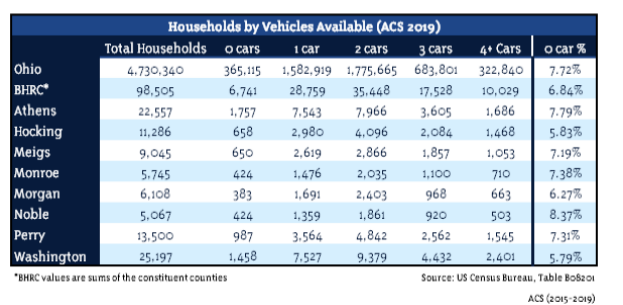 Households by Vehicles Available (ACS 2019)
Total Households 0 cars 1 car 2 cars 3 cars 4+ Cars 0 car %
Ohio 4,730,340 365,115 1,582,919 1,775,665 683,801 322,840 7.72%
BHRC* 98,505 6,741 28,759 35,448 17,528 10,029 6.84%
Athens 22,557 1,757 7,543 7,966 3,605 1,686 7.79%
Hocking 11,286 658 2,980 4,096 2,084 1,468 5.83%
Meigs 9,045 650 2,619 2,866 1,857 1,053 7.19%
Monroe 5,745 424 1,476 2,035 1,100 710 7.38%
Morgan 6,108 383 1,691 2,403 968 663 6.27%
Noble 5,067 424 1,359 1,861 920 503 8.37%
Perry 13,500 987 3,564 4,842 2,562 1,545 7.31%
Washington 25,197 1,458 7,527 9,379 4,432 2,401 5.79%
*BHRC values are sums of the constituent counties Source: US Census Bureau, Table B08201
ACS (2015-2019)